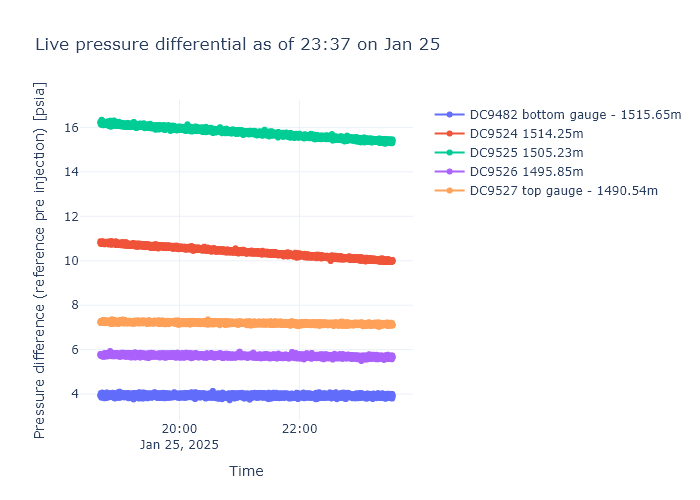 Live pressure differential as of 23:37 on Jan 25
Pressure difference (reference pre injection) [psia]
16
14
12
10
8
6
4
20:00
Jan 25, 2025
22:00
Time
DC9482 bottom gauge - 1515.65m
DC9524 1514.25m
DC9525 1505.23m
DC9526 1495.85m
DC9527 top gauge - 1490.54m